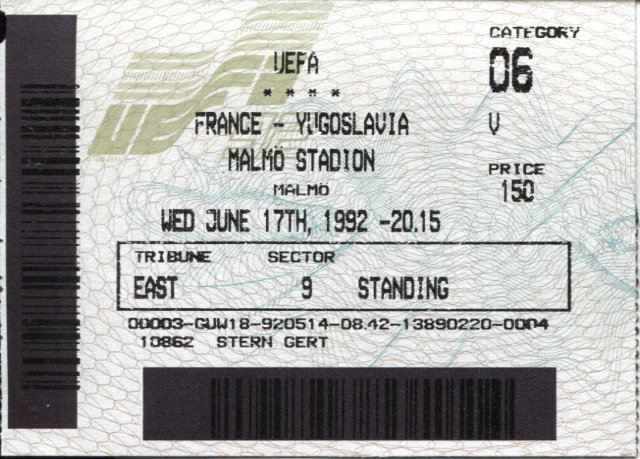 UEFA
CATEGORY
06
* * * *
FRANCE - YUGOSLAVIA
V
MALMÖ STADION
PRICE
150
MALMÖ
WED JUNE 17TH, 1992 -20.15
TRIBUNE SECTOR
EAST 9 STANDING
00003-GUW18-920514-08.42-13890220-0004
10862 STERN GERT